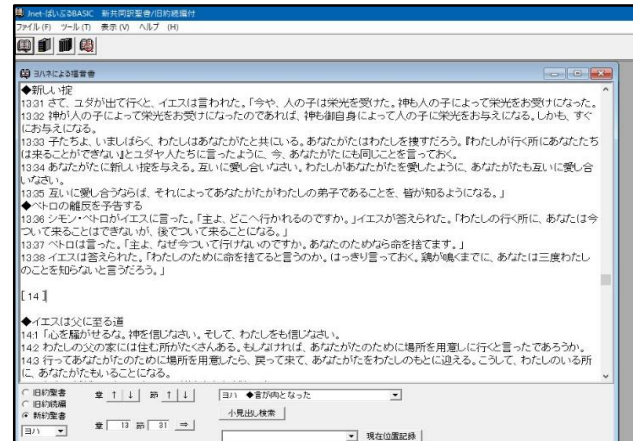 Jnet-ばいぶるBASIC 新共同訳聖書/旧約続編付
ファイル(F) ツール(T) 表示(V) ヘルプ(H)
ヨハネによる福音書
◆新しい掟
13:31 さて、ユダが出て行くと、イエスは言われた。「今や、人の子は栄光を受けた。神も人の子によって栄光をお受けになった。
13:32 神が人の子によって栄光をお受けになったのであれば、神も御自身によって人の子に栄光をお与えになる。しかも、すぐ
にお与えになる。
13:33 子たちよ、いましばらく、わたしはあなたがたと共にいる。あなたがたはわたしを捜すだろう。『わたしが行く所にあなたたち
は来ることができない』とユダヤ人たちに言ったように、今、あなたがたにも同じことを言っておく。
13:34 あなたがたに新しい掟を与える。互いに愛し合いなさい。わたしがあなたがたを愛したように、あなたがたも互いに愛し合
いなさい。
13:35 互いに愛し合うならば、それによってあなたがたがわたしの弟子であることを、皆が知るようになる。」
◆ペトロの離反を予告する
13:36 シモン・ペトロがイエスに言った。「主よ、どこへ行かれるのですか。」イエスが答えられた。「わたしの行く所に、あなたは今
ついて来ることはできないが、後でついて来ることになる。」
13:37 ペトロは言った。「主よ、なぜ今ついて行けないのですか。あなたのためなら命を捨てます。」
13:38 イエスは答えられた。「わたしのために命を捨てると言うのか。はっきり言っておく。鶏が鳴くまでに、あなたは三度わたし
のことを知らないと言うだろう。」
[14]
◆イエスは父に至る道
14:1 「心を騒がせるな。神を信じなさい。そして、わたしをも信じなさい。
14:2 わたしの父の家には住む所がたくさんある。もしなければ、あなたがたのために場所を用意しに行くと言ったであろうか。
14:3 行ってあなたがたのために場所を用意したら、戻って来て、あなたがたをわたしのもとに迎える。こうして、わたしのいる所
に、あなたがたもいることになる。
旧約聖書 章 ↑ ↓ 節 ↑ ↓ ヨハ ◆言が肉となった
旧約続編
新約聖書 小見出し検索
ヨハ 章 13 節 31 ⇒
現在位置記録